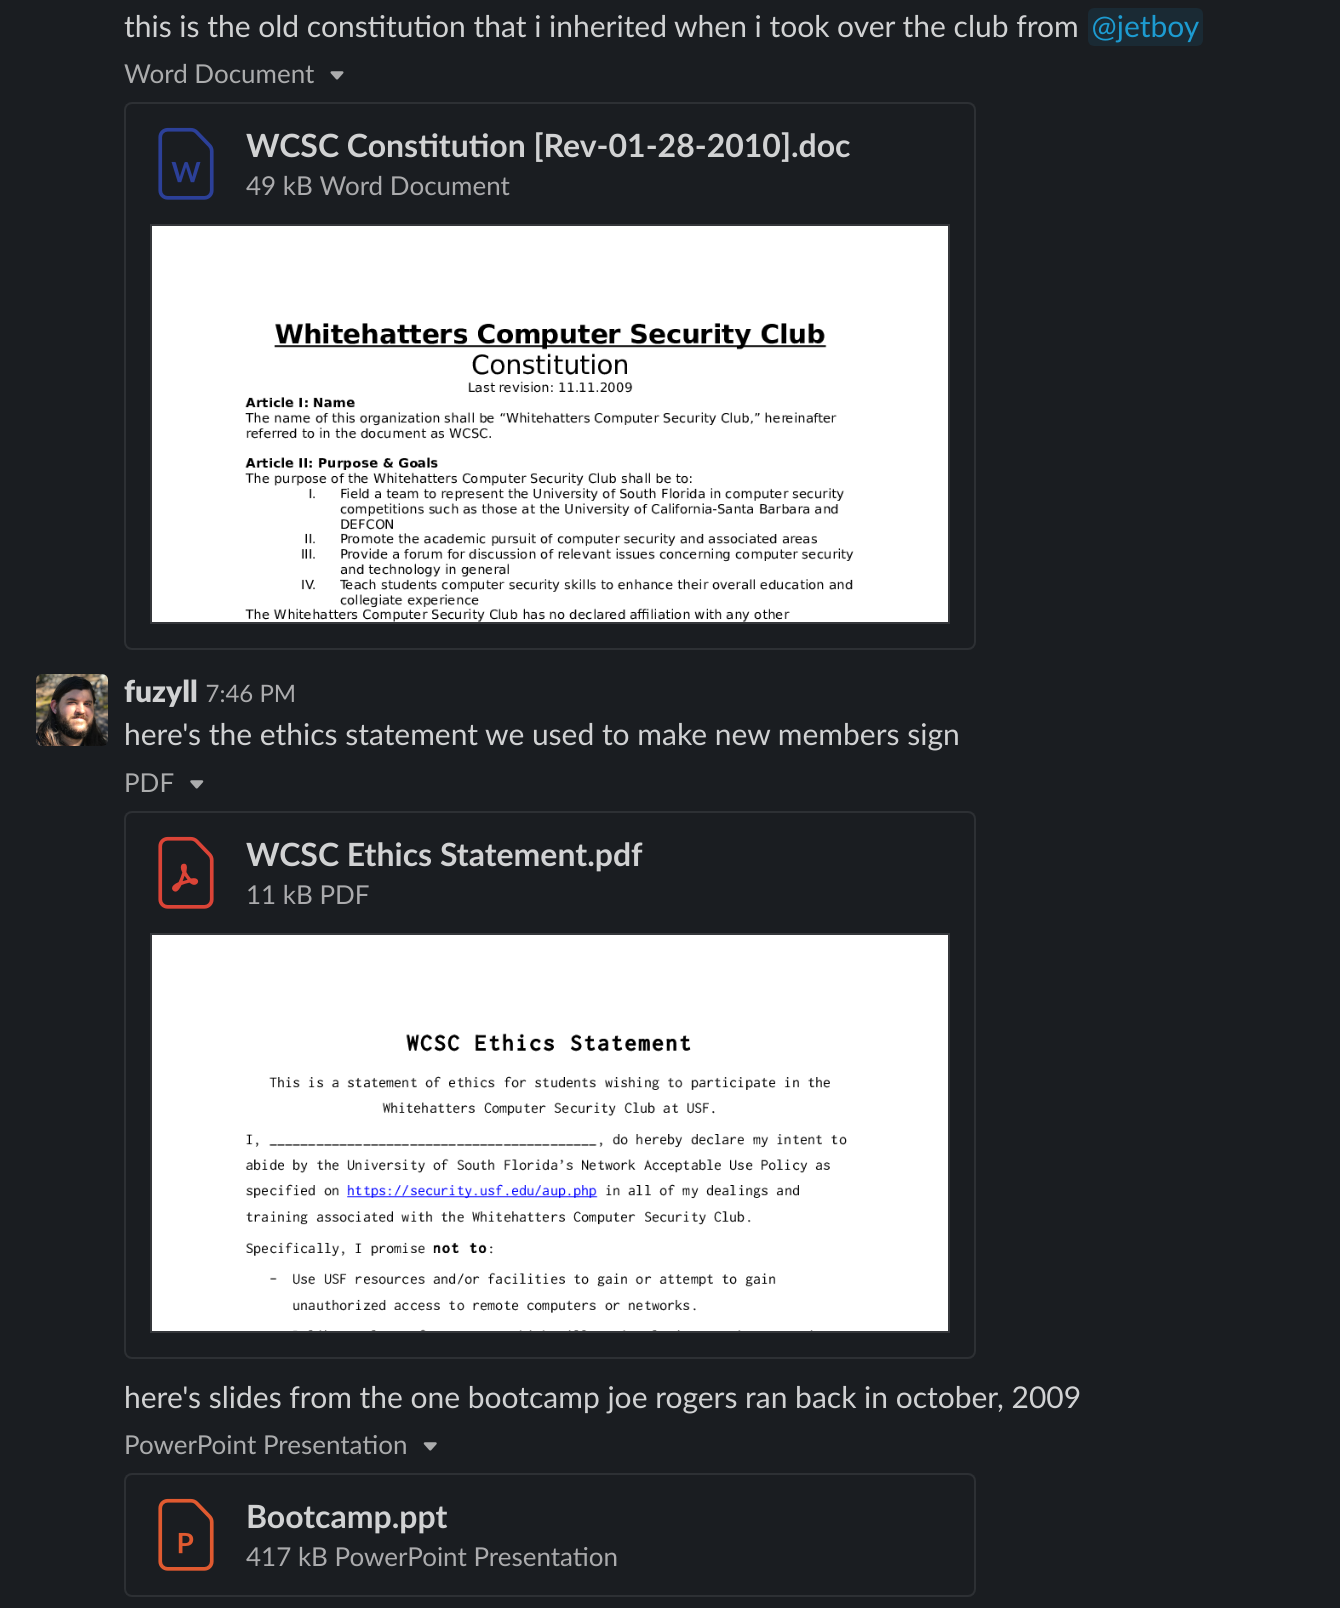 this is the old constitution that i inherited when i took over the club from @jetboy
Word Document
W
WCSC Constitution [Rev-01-28-2010].doc
49 kB Word Document
Whitehatters Computer Security Club
Constitution
Last revision: 11.11.2009
Article I: Name
The name of this organization shall be “Whitehatters Computer Security Club,” hereinafter
referred to in the document as WCSC.
Article II: Purpose & Goals
The purpose of the Whitehatters Computer Security Club shall be to:
I. Field a team to represent the University of South Florida in computer security
competitions such as those at the University of California-Santa Barbara and
DEFCON
II. Promote the academic pursuit of computer security and associated areas
III. Provide a forum for discussion of relevant issues concerning computer security
and technology in general
IV. Teach students computer security skills to enhance their overall education and
collegiate experience
The Whitehatters Computer Security Club has no declared affiliation with any other
fuzyll 7:46 PM
here's the ethics statement we used to make new members sign
PDF
WCSC Ethics Statement.pdf
11 kB PDF
WCSC Ethics Statement
This is a statement of ethics for students wishing to participate in the
Whitehatters Computer Security Club at USF.
I, __________________________________________, do hereby declare my intent to
abide by the University of South Florida’s Network Acceptable Use Policy as
specified on https://security.usf.edu/aup.php in all of my dealings and
training associated with the Whitehatters Computer Security Club.
Specifically, I promise not to:
– Use USF resources and/or facilities to gain or attempt to gain
unauthorized access to remote computers or networks.
here's slides from the one bootcamp joe rogers ran back in october, 2009
PowerPoint Presentation
P
Bootcamp.ppt
417 kB PowerPoint Presentation